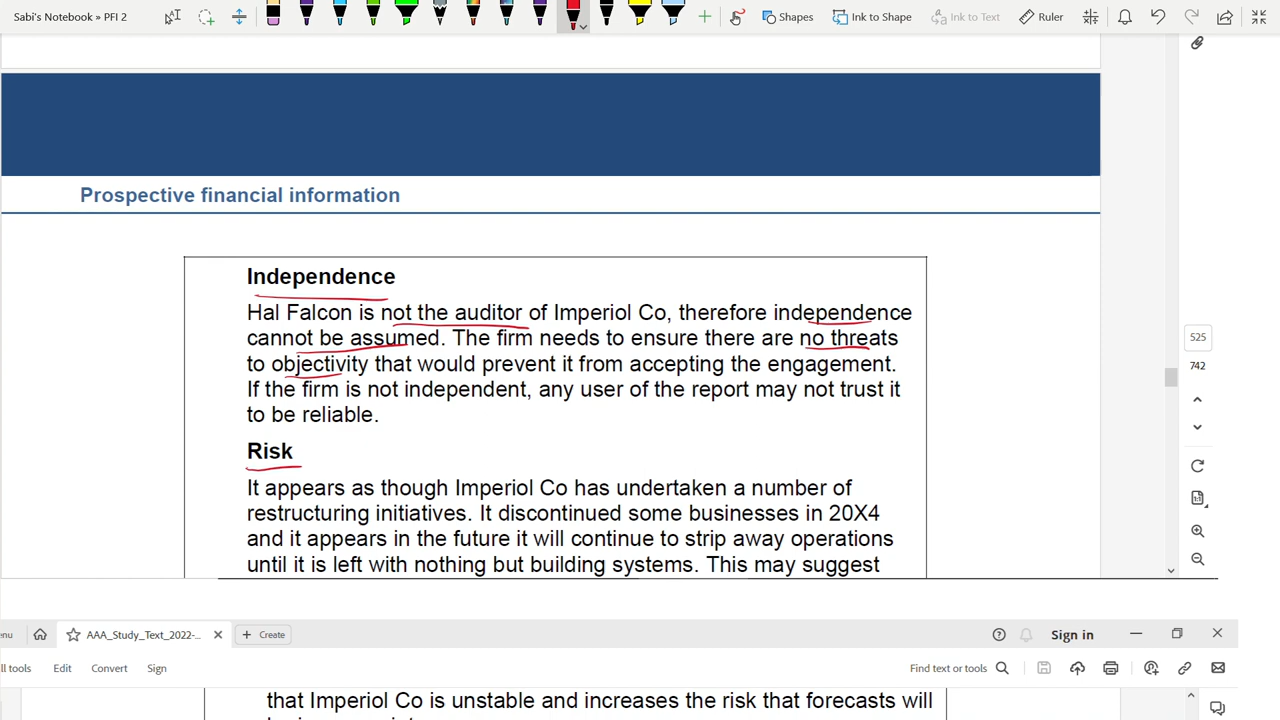 Sabi's Notebook » PFI 2
Shapes
Ink to Shape
Ink to Text
Ruler
Prospective financial information
Independence
Hal Falcon is not the auditor of Imperiol Co, therefore independence
cannot be assumed. The firm needs to ensure there are no threats
to objectivity that would prevent it from accepting the engagement.
If the firm is not independent, any user of the report may not trust it
to be reliable.
525
742
Risk
It appears as though Imperiol Co has undertaken a number of
restructuring initiatives. It discontinued some businesses in 20X4
and it appears in the future it will continue to strip away operations
until it is left with nothing but building systems. This may suggest
enu
AAA_Study_Text_2022-...
+ Create
Sign in
ll tools
Edit
Convert
Sign
Find text or tools
that Imperiol Co is unstable and increases the risk that forecasts will